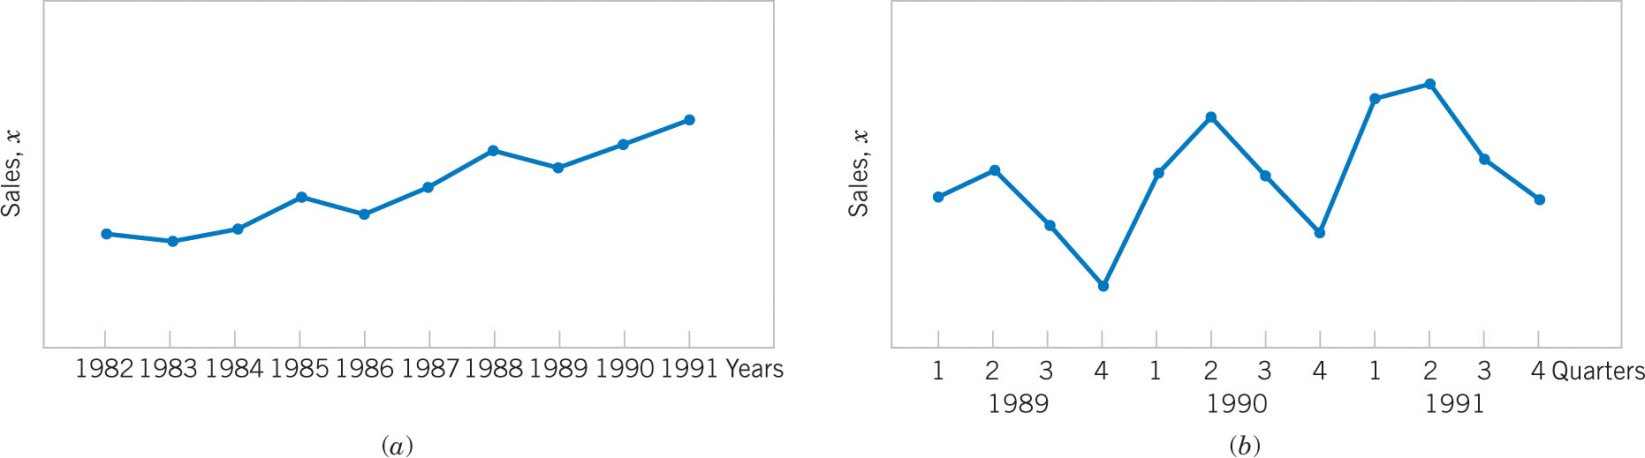 Sales, x
1982 1983 1984 1985 1986 1987 1988 1989 1990 1991 Years
(a)
Sales, x
1 2 3 4 1 2 3 4 1 2 3 4 Quarters
1989 1990 1991
(b)